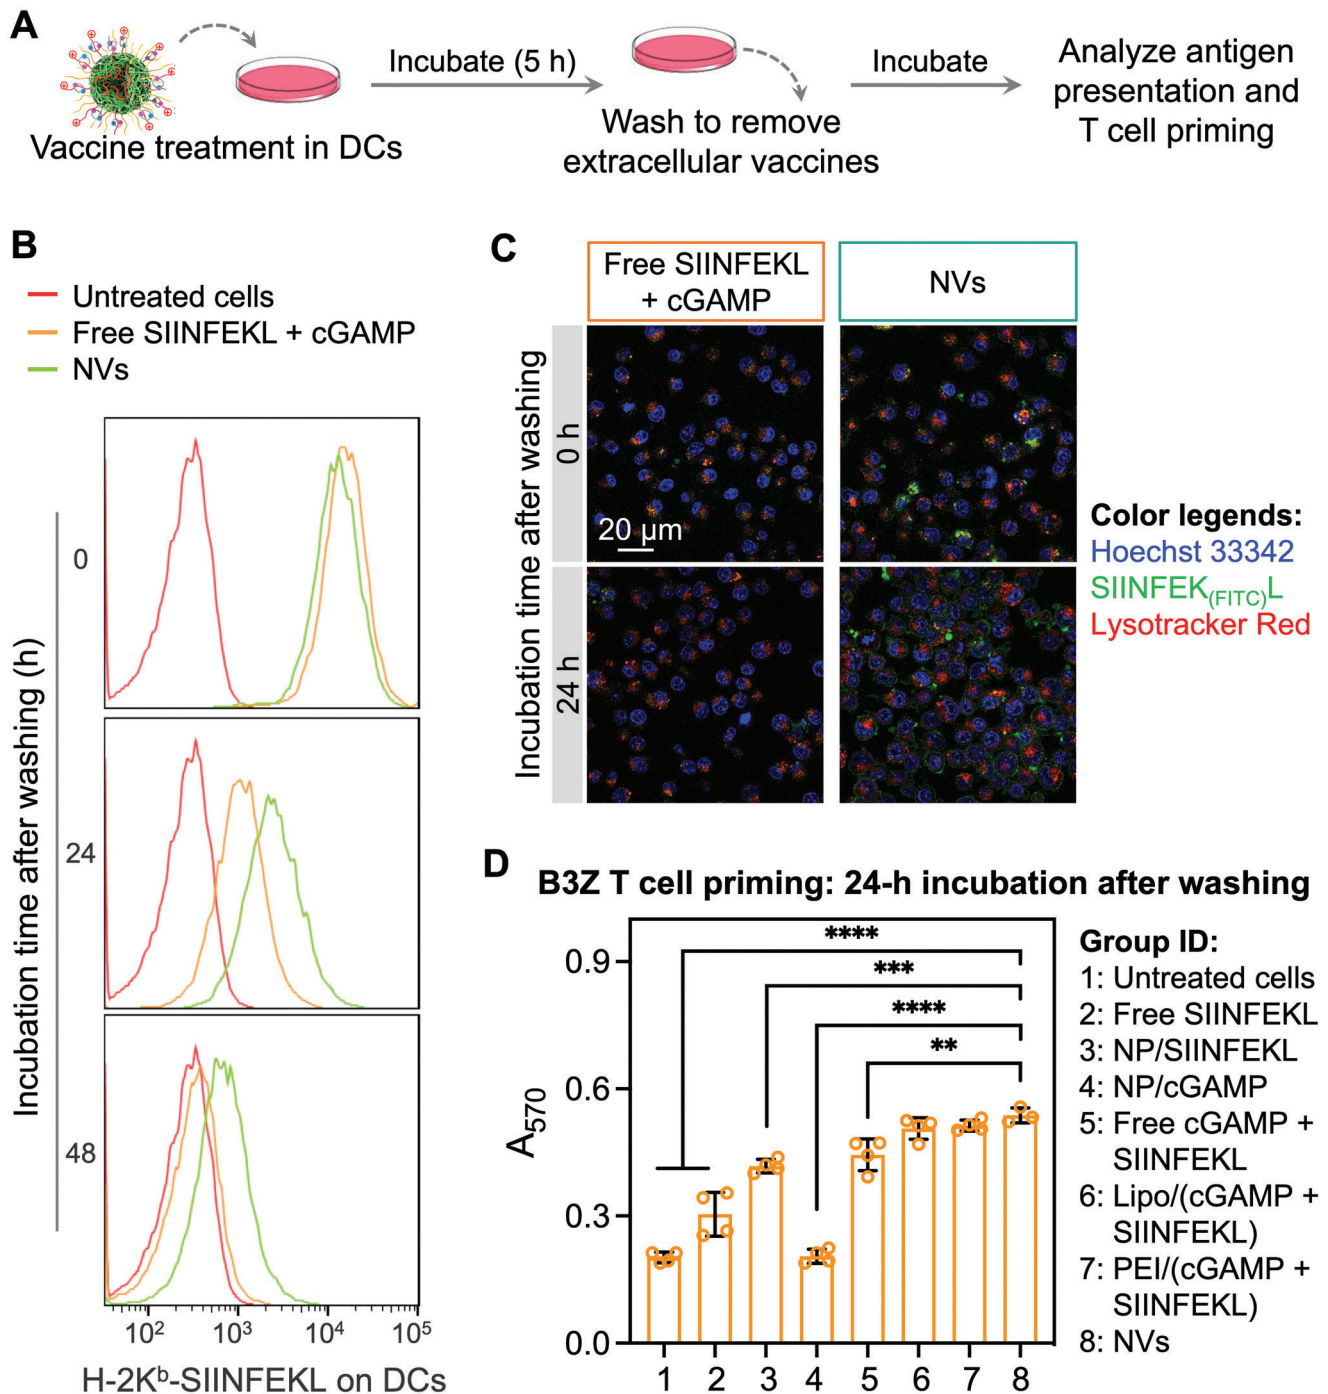 A
Incubate (5 h)
Incubate
Vaccine treatment in DCs
Wash to remove
extracellular vaccines
Analyze antigen
presentation and
T cell priming
B
Untreated cells
Free SIINFEKL + cGAMP
NVs
Incubation time after washing (h)
0
24
48
10² 10³ 10⁴ 10⁵
H-2Kᵇ-SIINFEKL on DCs
C
Free SIINFEKL
+ cGAMP
NVs
Incubation time after washing
0 h
24 h
20 µm
Color legends:
Hoechst 33342
SIINFEK(FITC)L
Lysotracker Red
D
B3Z T cell priming: 24-h incubation after washing
A570
0.9
0.6
0.3
0.0
****
***
****
**
1 2 3 4 5 6 7 8
Group ID:
1: Untreated cells
2: Free SIINFEKL
3: NP/SIINFEKL
4: NP/cGAMP
5: Free cGAMP +
SIINFEKL
6: Lipo/(cGAMP +
SIINFEKL)
7: PEI/(cGAMP +
SIINFEKL)
8: NVs